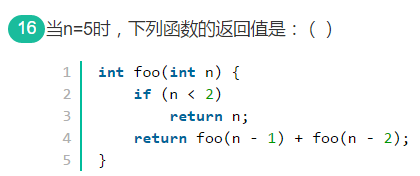 16 当n=5时，下列函数的返回值是：( )
1 int foo(int n) {
2     if (n < 2)
3         return n;
4     return foo(n - 1) + foo(n - 2);
5 }